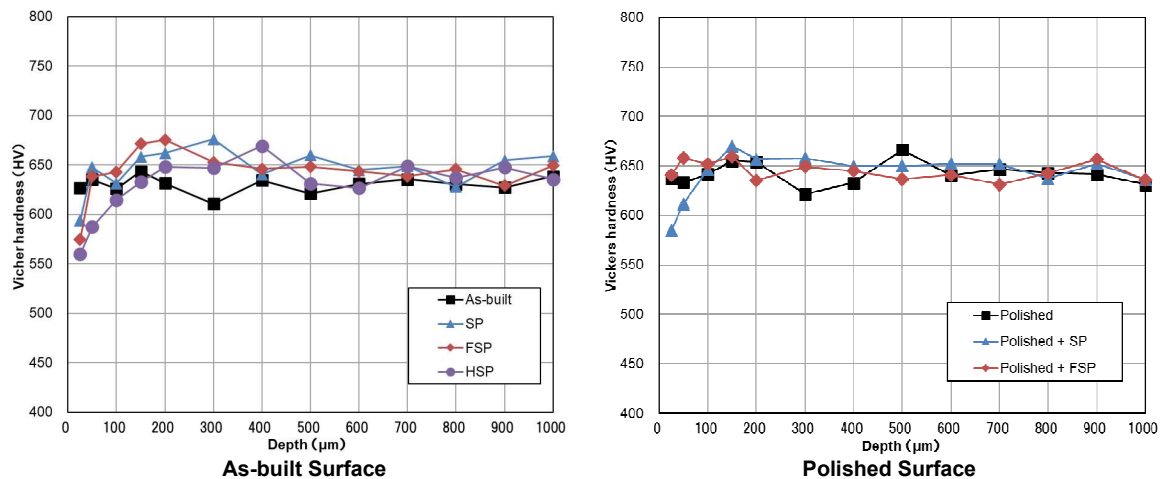 800
750
700
650
600
550
500
450
400
Vicher hardness (HV)
As-built
SP
FSP
HSP
0 100 200 300 400 500 600 700 800 900 1000
Depth (μm)
As-built Surface
800
750
700
650
600
550
500
450
400
Vickers hardness (HV)
Polished
Polished + SP
Polished + FSP
0 100 200 300 400 500 600 700 800 900 1000
Depth (μm)
Polished Surface